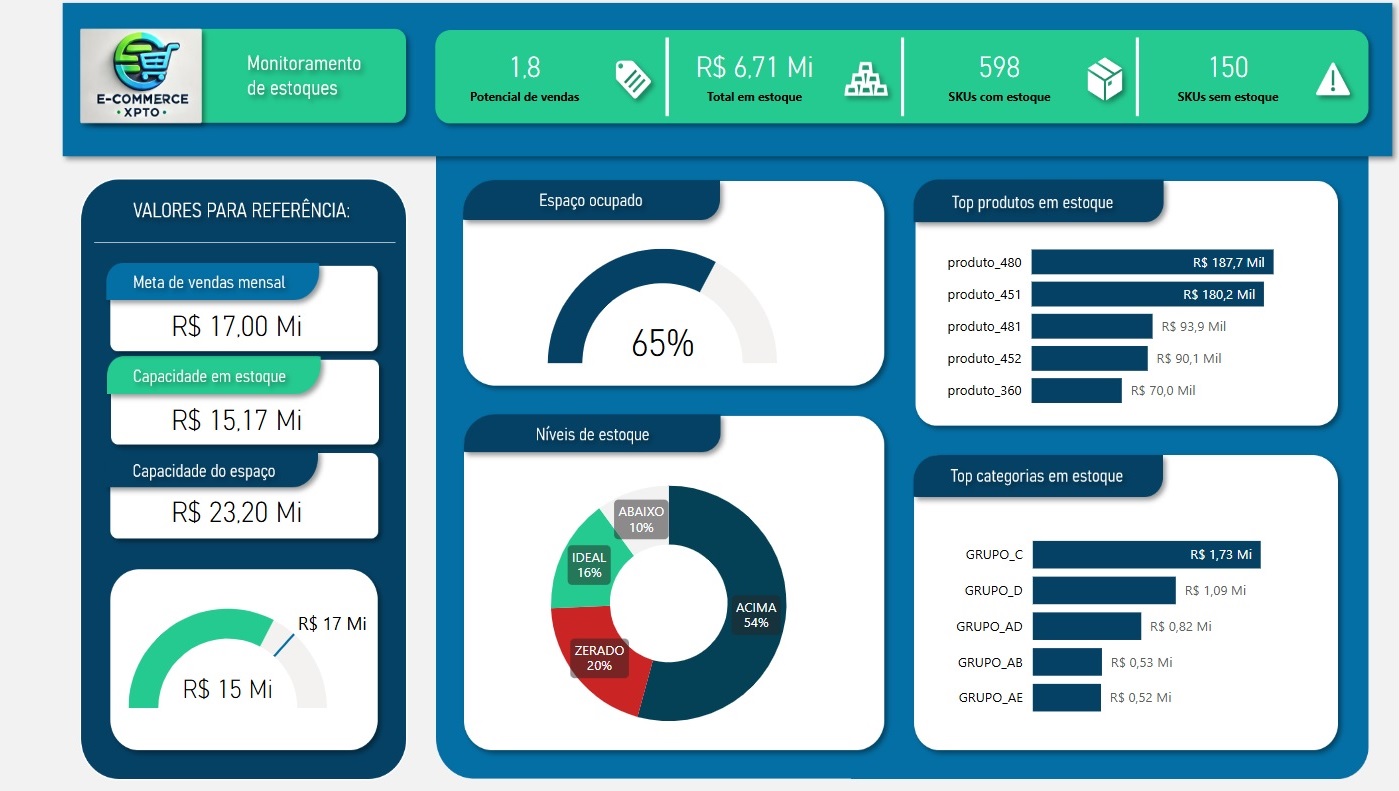 E-COMMERCE
• XPTO •
Monitoramento
de estoques
1,8
Potencial de vendas
R$ 6,71 Mi
Total em estoque
598
SKUs com estoque
150
SKUs sem estoque
VALORES PARA REFERÊNCIA:
Meta de vendas mensal
R$ 17,00 Mi
Capacidade em estoque
R$ 15,17 Mi
Capacidade do espaço
R$ 23,20 Mi
R$ 17 Mi
R$ 15 Mi
Espaço ocupado
65%
Níveis de estoque
ABAIXO
10%
IDEAL
16%
ACIMA
54%
ZERADO
20%
Top produtos em estoque
produto_480 R$ 187,7 Mil
produto_451 R$ 180,2 Mil
produto_481 R$ 93,9 Mil
produto_452 R$ 90,1 Mil
produto_360 R$ 70,0 Mil
Top categorias em estoque
GRUPO_C R$ 1,73 Mi
GRUPO_D R$ 1,09 Mi
GRUPO_AD R$ 0,82 Mi
GRUPO_AB R$ 0,53 Mi
GRUPO_AE R$ 0,52 Mi